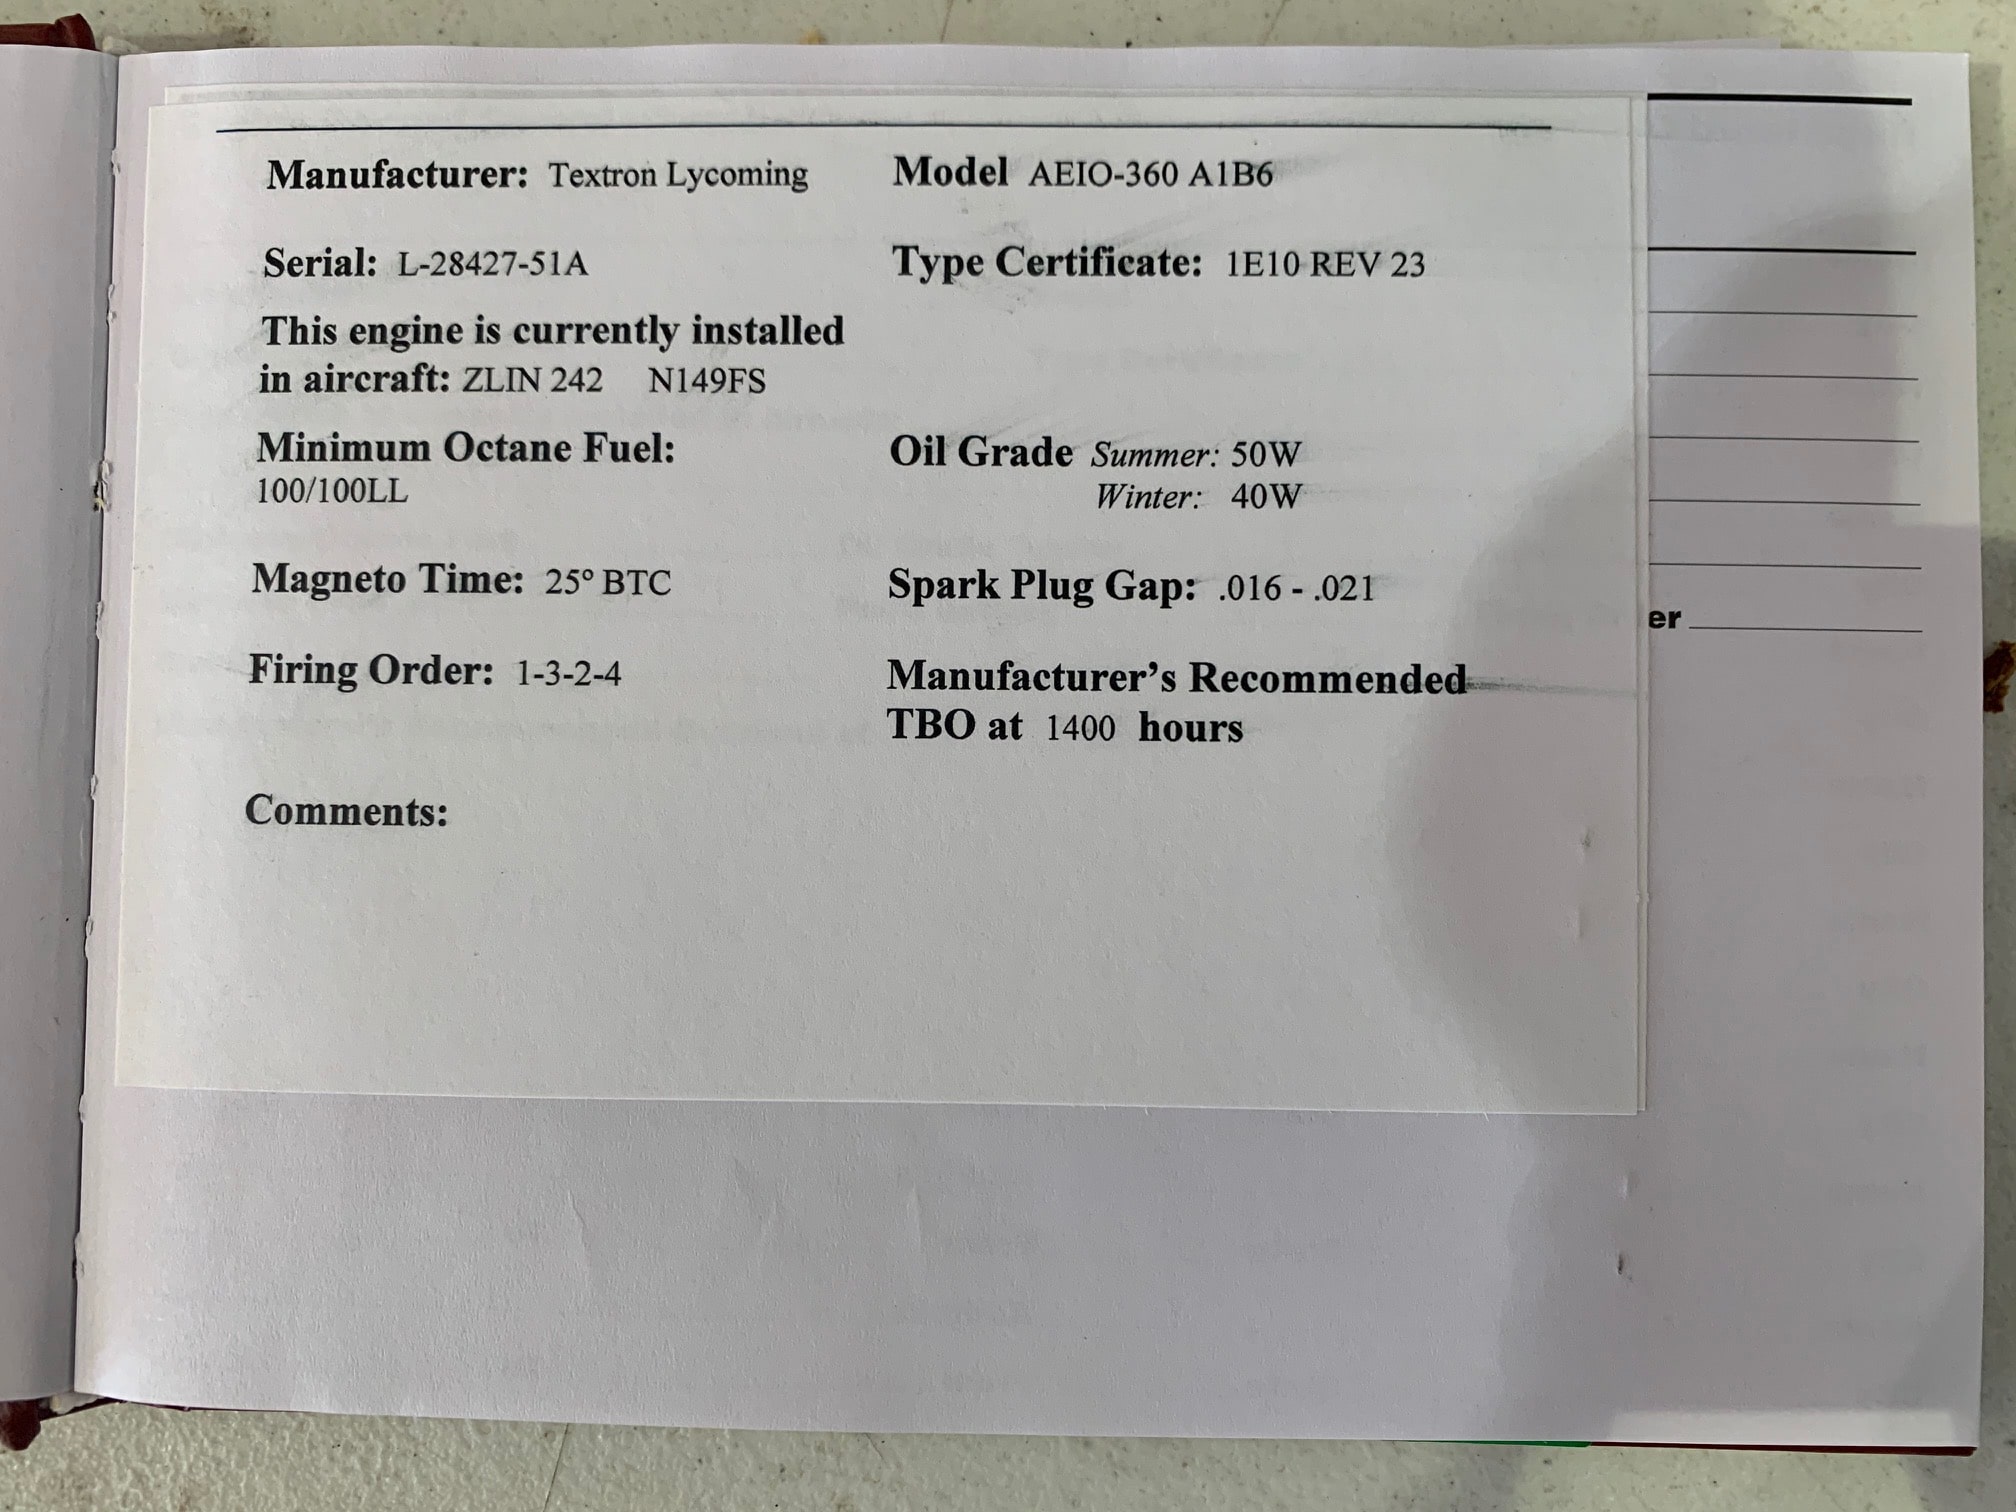 Manufacturer: Textron Lycoming
Model AEIO-360 A1B6
Serial: L-28427-51A
Type Certificate: 1E10 REV 23
This engine is currently installed
in aircraft: ZLIN 242 N149FS
Minimum Octane Fuel:
100/100LL
Oil Grade Summer: 50W
Winter: 40W
Magneto Time: 25º BTC
Spark Plug Gap: .016 - .021
er
Firing Order: 1-3-2-4
Manufacturer's Recommended
TBO at 1400 hours
Comments: